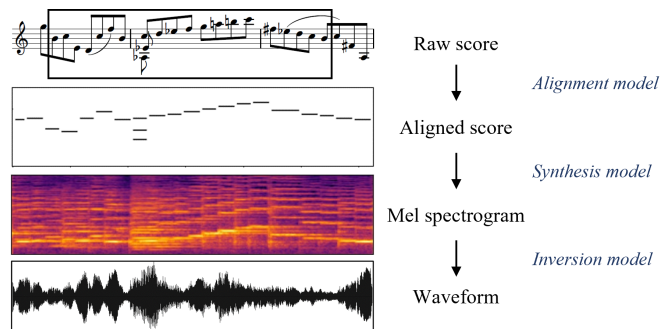 Raw score
Alignment model
Aligned score
Synthesis model
Mel spectrogram
Inversion model
Waveform